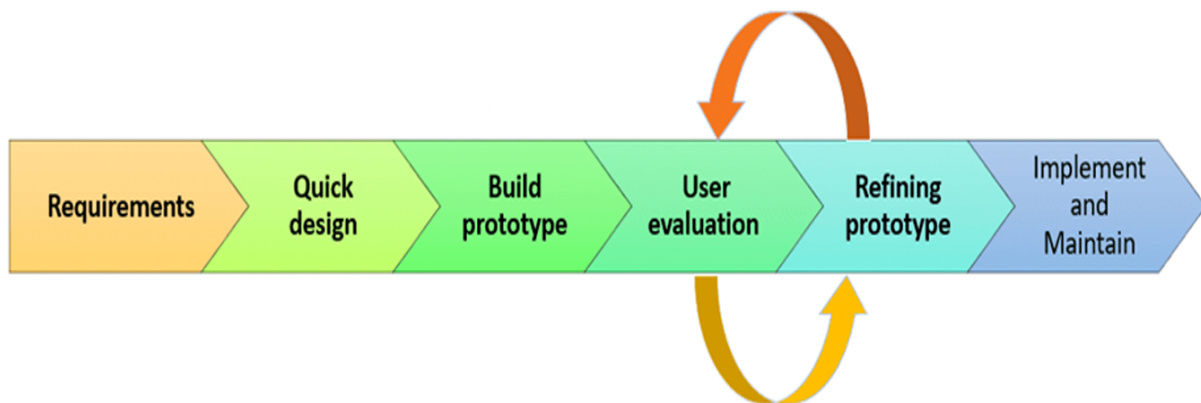 Requirements
Quick
design
Build
prototype
User
evaluation
Refining
prototype
Implement
and
Maintain